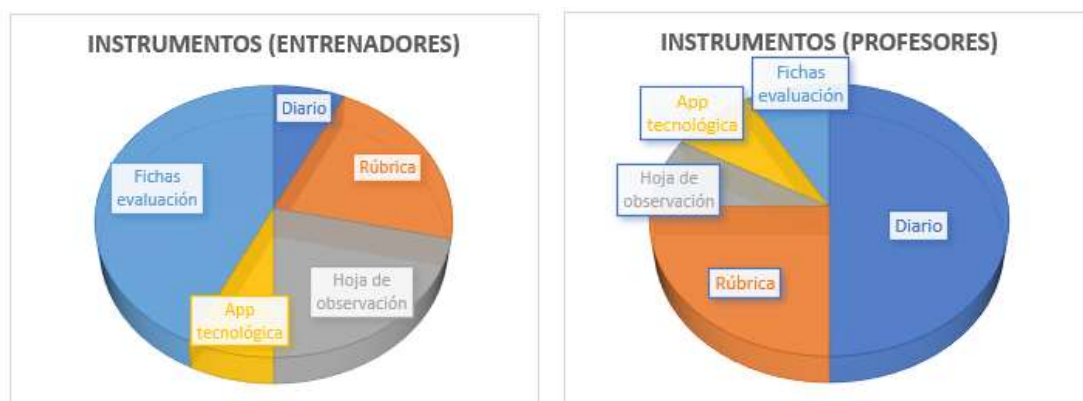 INSTRUMENTOS (ENTRENADORES)
Diario
Rúbrica
Fichas
evaluación
Hoja de
observación
App
tecnológica
INSTRUMENTOS (PROFESORES)
Fichas
evaluación
App
tecnológica
Hoja de
observación
Diario
Rúbrica